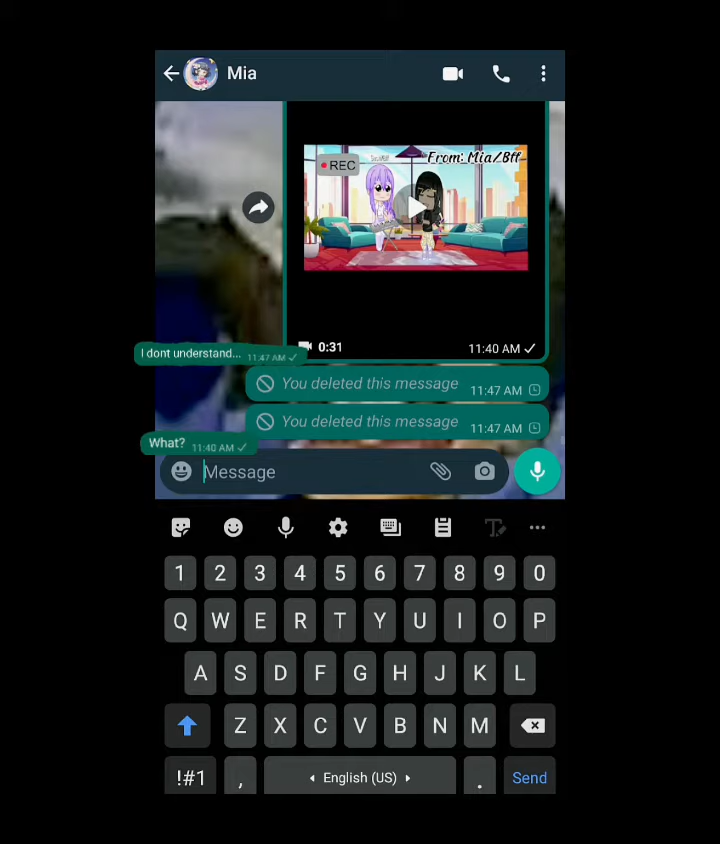 Mia
From: Mia/Bff
REC
0:31
11:40 AM
I dont understand...
11:47 AM
You deleted this message
11:47 AM
You deleted this message
11:47 AM
What?
11:40 AM
Message
1 2 3 4 5 6 7 8 9 0
Q W E R T Y U I O P
A S D F G H J K L
Z X C V B N M
!#1 , English (US) . Send